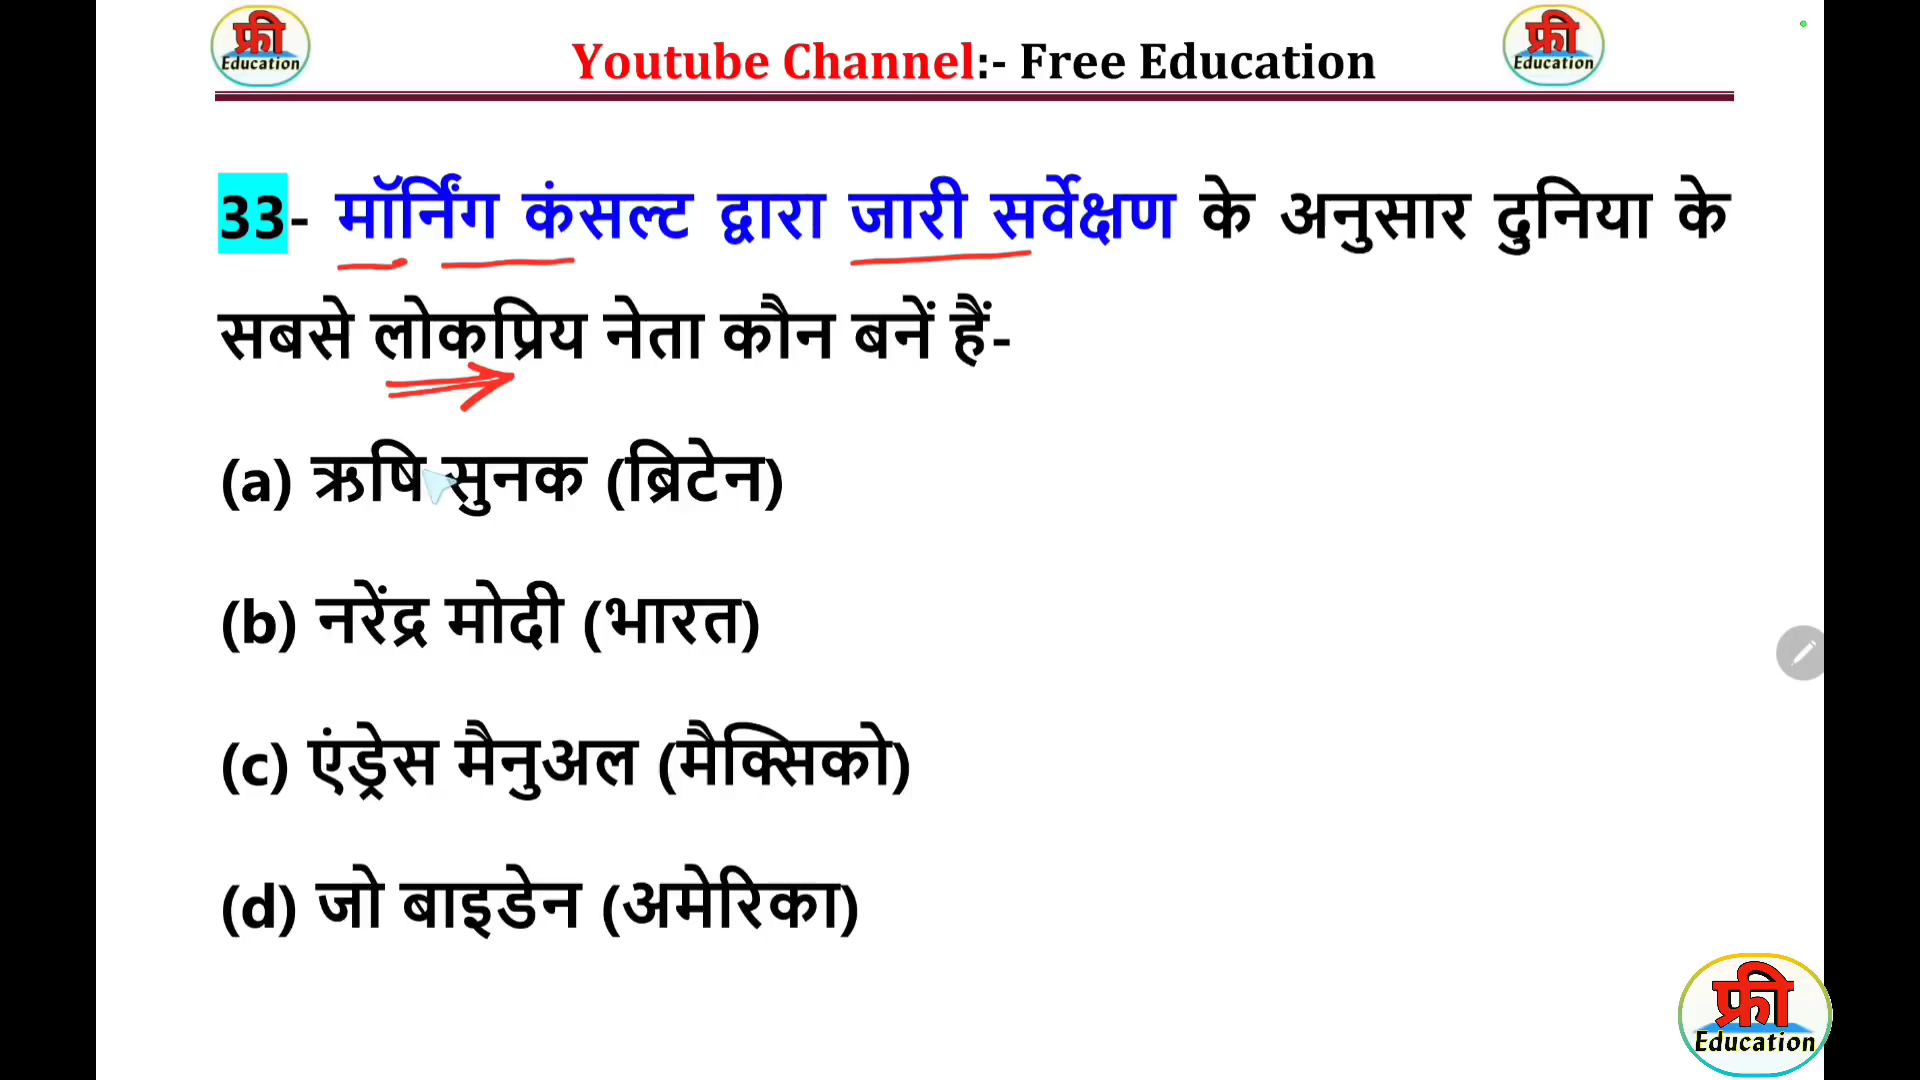 फ्री
Education
Youtube Channel:- Free Education
फ्री
Education
33- मॉर्निंग कंसल्ट द्वारा जारी सर्वेक्षण के अनुसार दुनिया के
सबसे लोकप्रिय नेता कौन बनें हैं-
(a) ऋषि सुनक (ब्रिटेन)
(b) नरेंद्र मोदी (भारत)
(c) एंड्रेस मैनुअल (मैक्सिको)
(d) जो बाइडेन (अमेरिका)
फ्री
Education